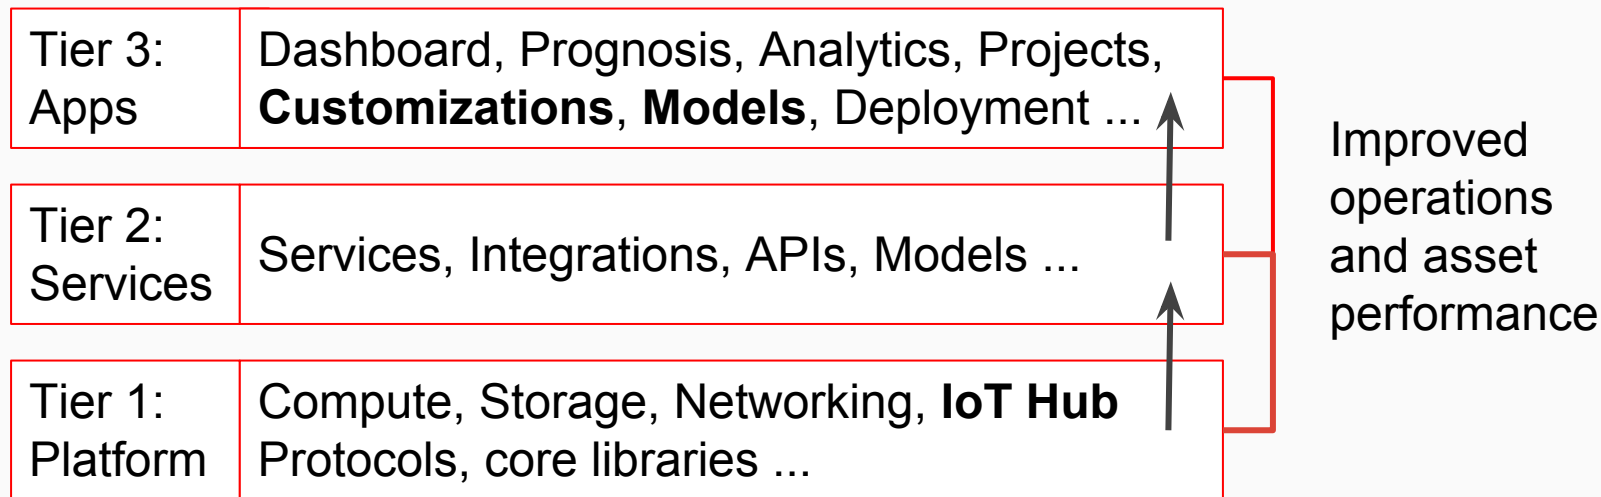 Tier 3:
Apps
Dashboard, Prognosis, Analytics, Projects,
Customizations, Models, Deployment ...
Tier 2:
Services
Services, Integrations, APIs, Models ...
Tier 1:
Platform
Compute, Storage, Networking, IoT Hub
Protocols, core libraries ...
Improved
operations
and asset
performance